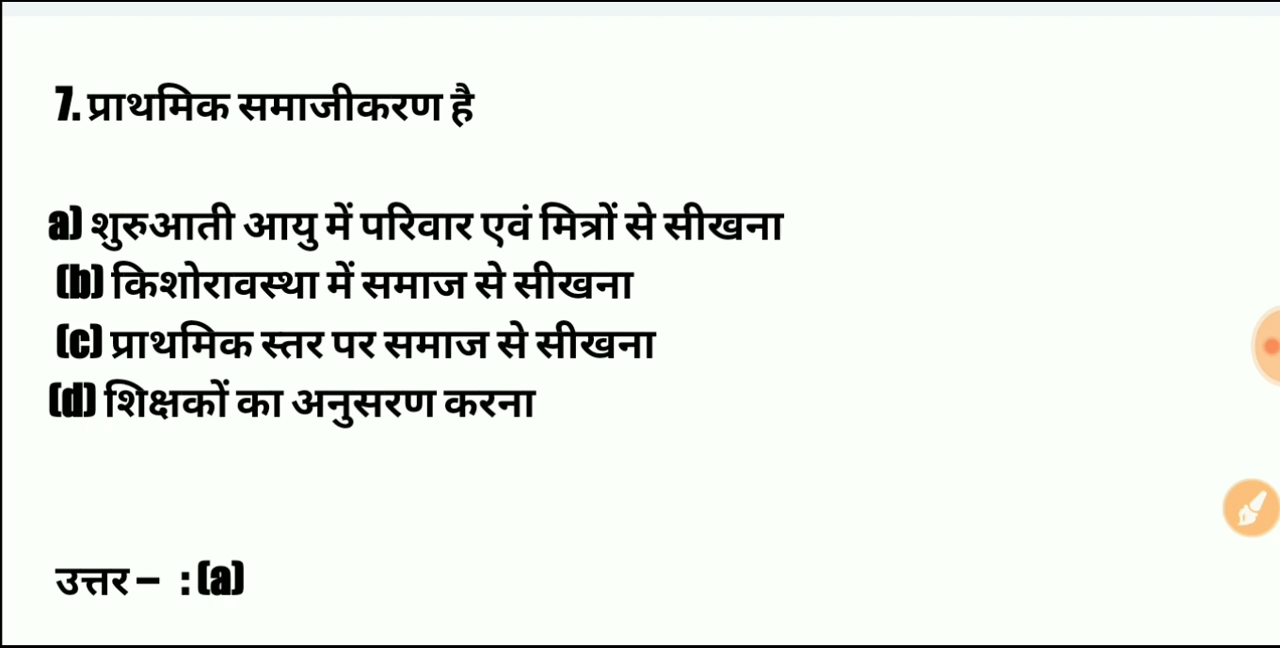 7. प्राथमिक समाजीकरण है
a) शुरुआती आयु में परिवार एवं मित्रों से सीखना
(b) किशोरावस्था में समाज से सीखना
(c) प्राथमिक स्तर पर समाज से सीखना
(d) शिक्षकों का अनुसरण करना
उत्तर – : (a)